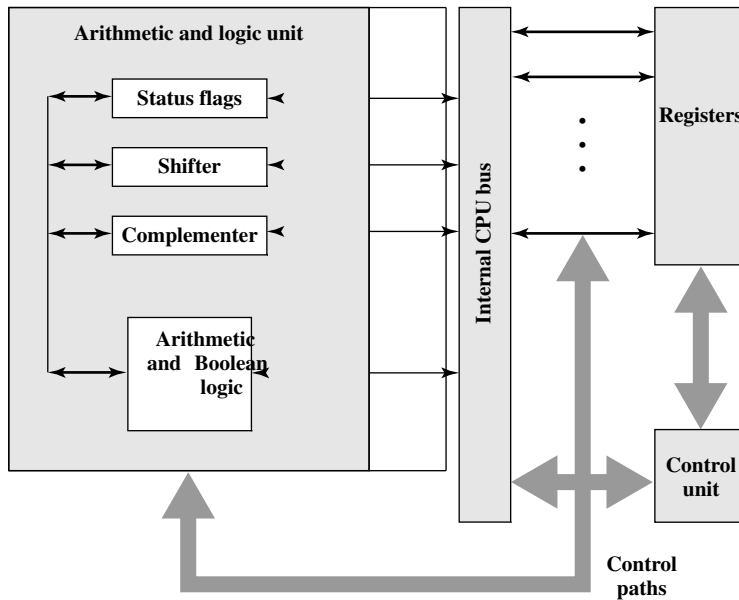 Arithmetic and logic unit
Status flags
Shifter
Complementer
Arithmetic
and Boolean
logic
Internal CPU bus
Registers
Control
unit
Control
paths